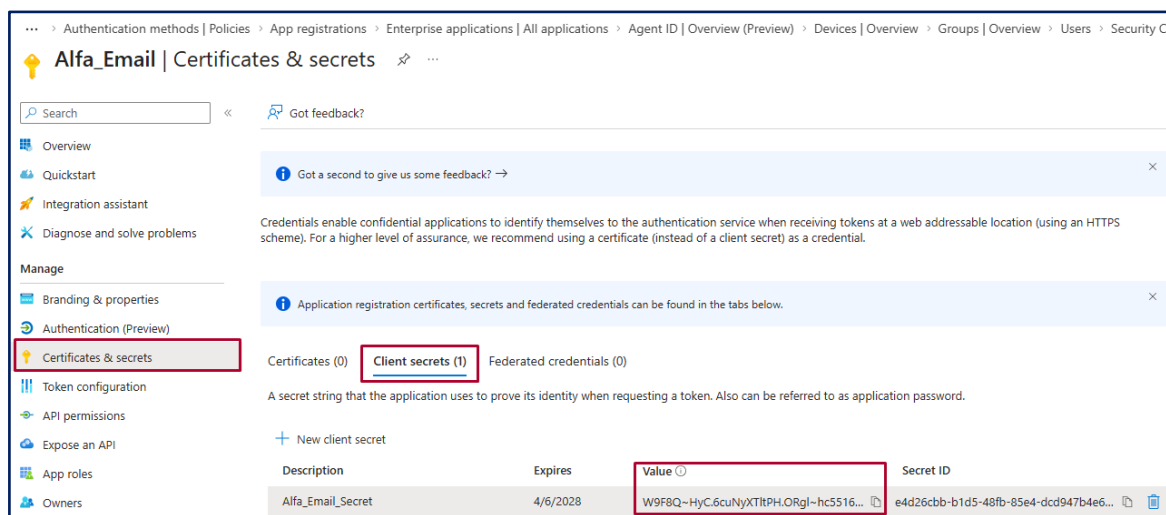 ... > Authentication methods | Policies > App registrations > Enterprise applications | All applications > Agent ID | Overview (Preview) > Devices | Overview > Groups | Overview > Users > Security C
Alfa_Email | Certificates & secrets ...
Search «
Got feedback?
Overview
Quickstart
Integration assistant
Diagnose and solve problems
Manage
Branding & properties
Authentication (Preview)
Certificates & secrets
Token configuration
API permissions
Expose an API
App roles
Owners
Got a second to give us some feedback? →
Credentials enable confidential applications to identify themselves to the authentication service when receiving tokens at a web addressable location (using an HTTPS
scheme). For a higher level of assurance, we recommend using a certificate (instead of a client secret) as a credential.
Application registration certificates, secrets and federated credentials can be found in the tabs below.
Certificates (0) Client secrets (1) Federated credentials (0)
A secret string that the application uses to prove its identity when requesting a token. Also can be referred to as application password.
New client secret
Description Expires Value Secret ID
Alfa_Email_Secret 4/6/2028 W9F8Q~HyC.6cuNyXTltPH.ORgl~hc5516... e4d26cbb-b1d5-48fb-85e4-dcd947b4e6...